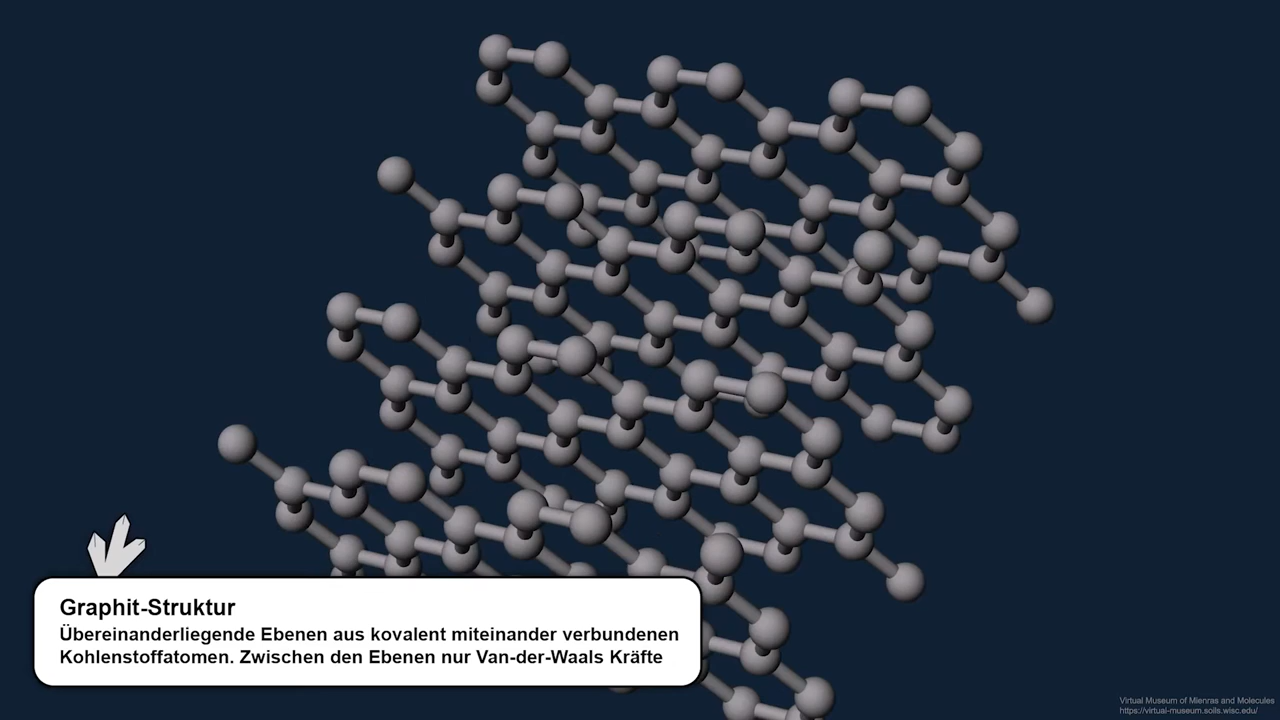 Graphit-Struktur
Übereinanderliegende Ebenen aus kovalent miteinander verbundenen
Kohlenstoffatomen. Zwischen den Ebenen nur Van-der-Waals Kräfte
Virtual Museum of Mienras and Molecules
https://virtual-museum.soils.wisc.edu/